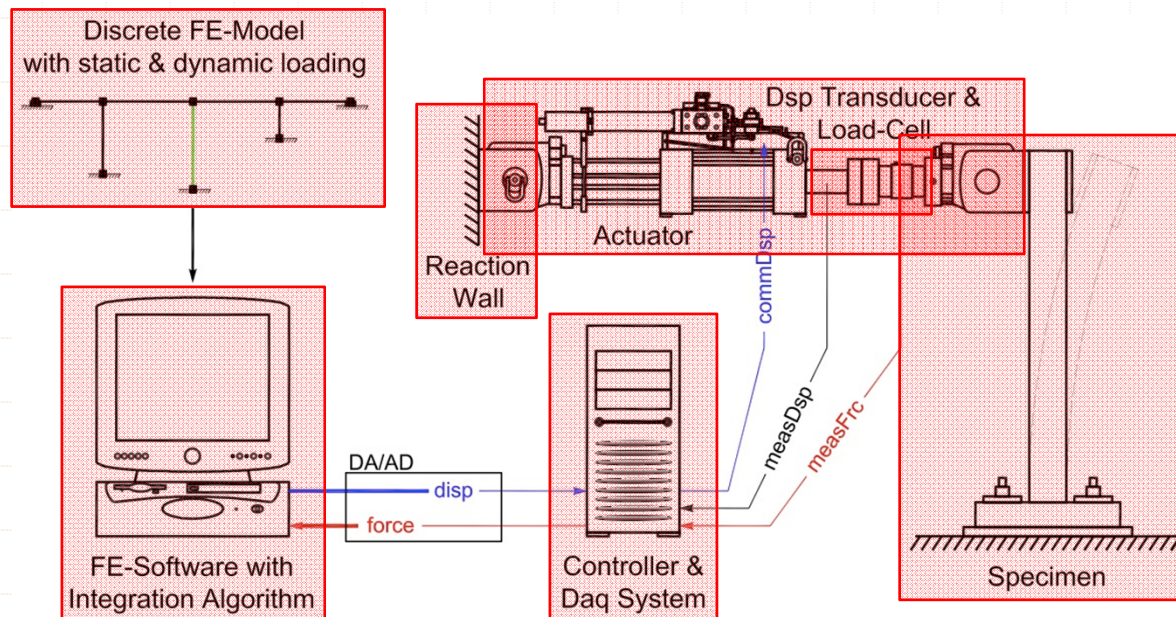 Discrete FE-Model
with static & dynamic loading
Dsp Transducer &
Load-Cell
Actuator
Reaction
Wall
commDsp
measDsp
measFrc
DA/AD
disp
force
FE-Software with
Integration Algorithm
Controller &
Daq System
Specimen